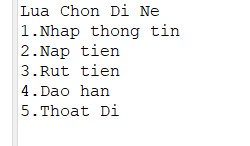 Lua Chon Di Ne
1.Nhap thong tin
2.Nap tien
3.Rut tien
4.Dao han
5.Thoat Di